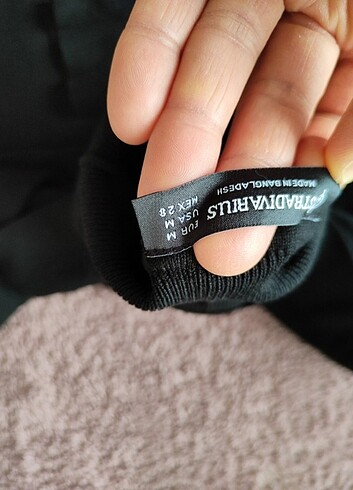 STRADIVARIUS
MADE IN BANGLADESH
EUR M
USA M
MEX 28